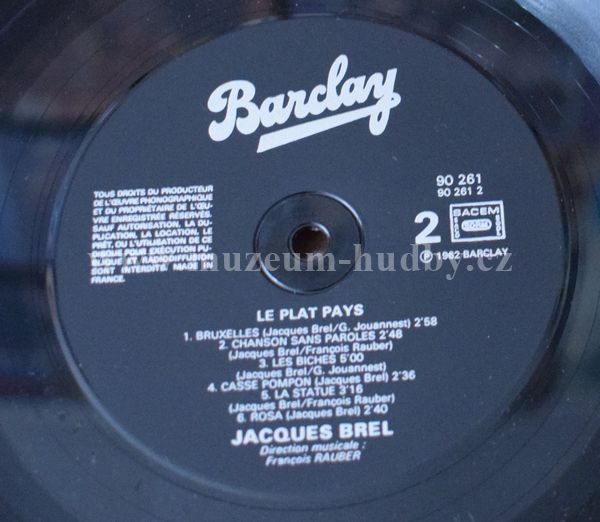 Barclay
TOUS DROITS DU PRODUCTEUR
DE L'ŒUVRE PHONOGRAPHIQUE
ET DU PROPRIETAIRE DE L'ŒU-
VRE ENREGISTRÉE RÉSERVÉS.
SAUF AUTORISATION, LA DU-
PLICATION, LA LOCATION, LE
PRÊT, OU L'UTILISATION DE CE
DISQUE POUR EXÉCUTION PU-
BLIQUE ET RADIODIFFUSION
SONT INTERDITS. MADE IN
FRANCE.
90 261
90 261 2
2
SACEM
℗ 1962 BARCLAY
www.muzeum-hudby.cz
LE PLAT PAYS
1. BRUXELLES (Jacques Brel/G. Jouannest) 2'58
2. CHANSON SANS PAROLES 2'48
(Jacques Brel/François Rauber)
3. LES BICHES 5'00
(Jacques Brel/G. Jouannest)
4. CASSE POMPON (Jacques Brel) 2'36
5. LA STATUE 3'16
(Jacques Brel/François Rauber)
6. ROSA (Jacques Brel) 2'40
JACQUES BREL
Direction musicale :
François RAUBER